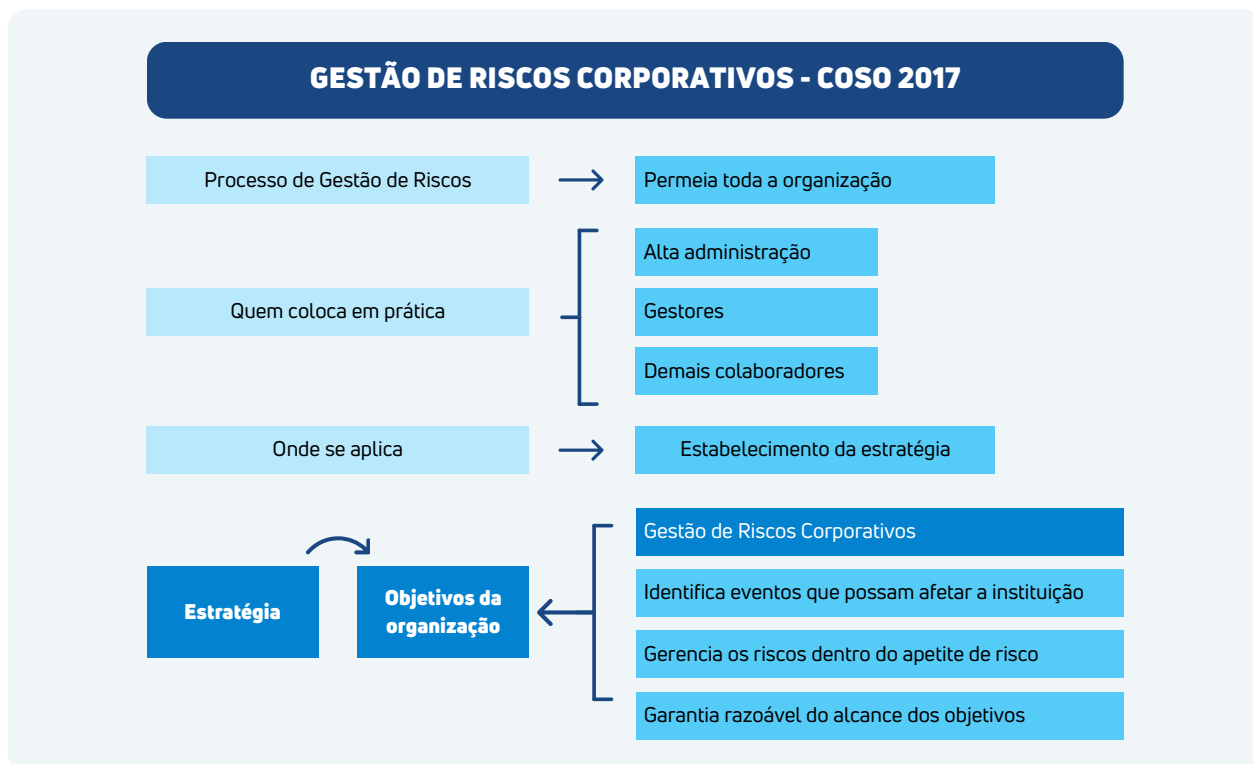 GESTÃO DE RISCOS CORPORATIVOS - COSO 2017
Processo de Gestão de Riscos
Permeia toda a organização
Quem coloca em prática
Alta administração
Gestores
Demais colaboradores
Onde se aplica
Estabelecimento da estratégia
Estratégia
Objetivos da
organização
Gestão de Riscos Corporativos
Identifica eventos que possam afetar a instituição
Gerencia os riscos dentro do apetite de risco
Garantia razoável do alcance dos objetivos